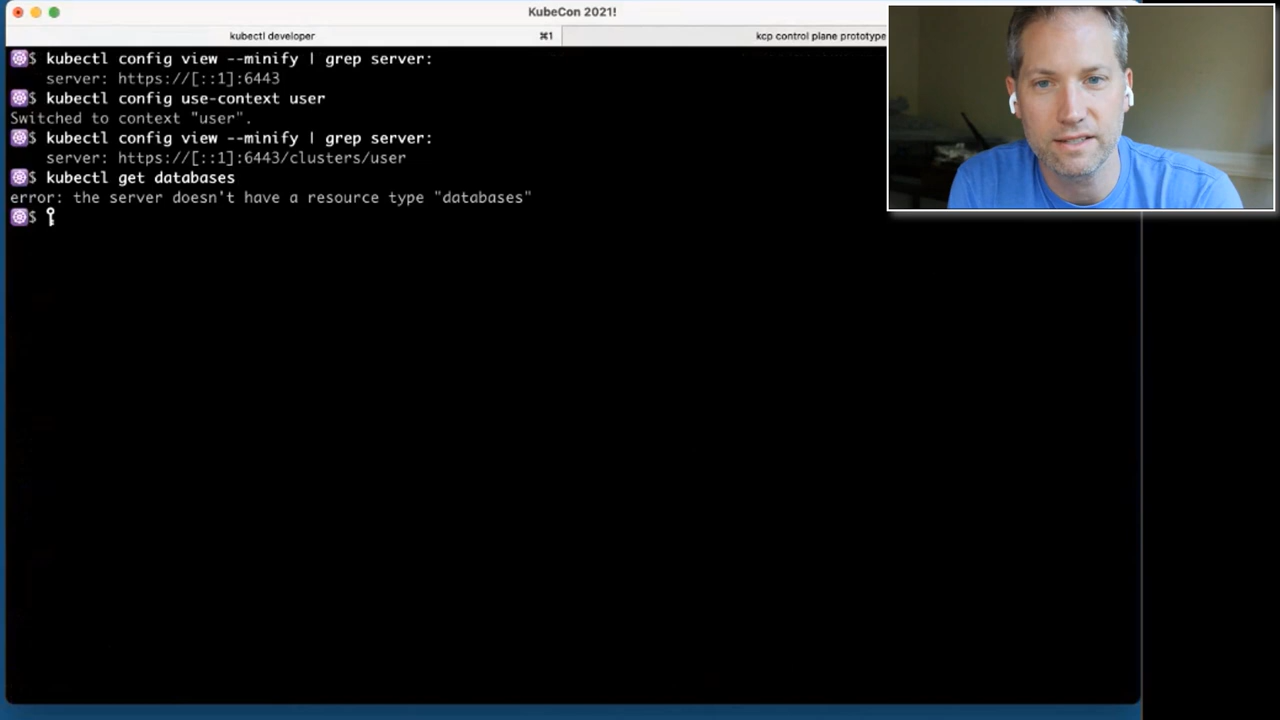 KubeCon 2021!
kubectl developer ⌘1 kcp control plane prototype
$ kubectl config view --minify | grep server:
server: https://[::1]:6443
$ kubectl config use-context user
Switched to context "user".
$ kubectl config view --minify | grep server:
server: https://[::1]:6443/clusters/user
$ kubectl get databases
error: the server doesn't have a resource type "databases"
$